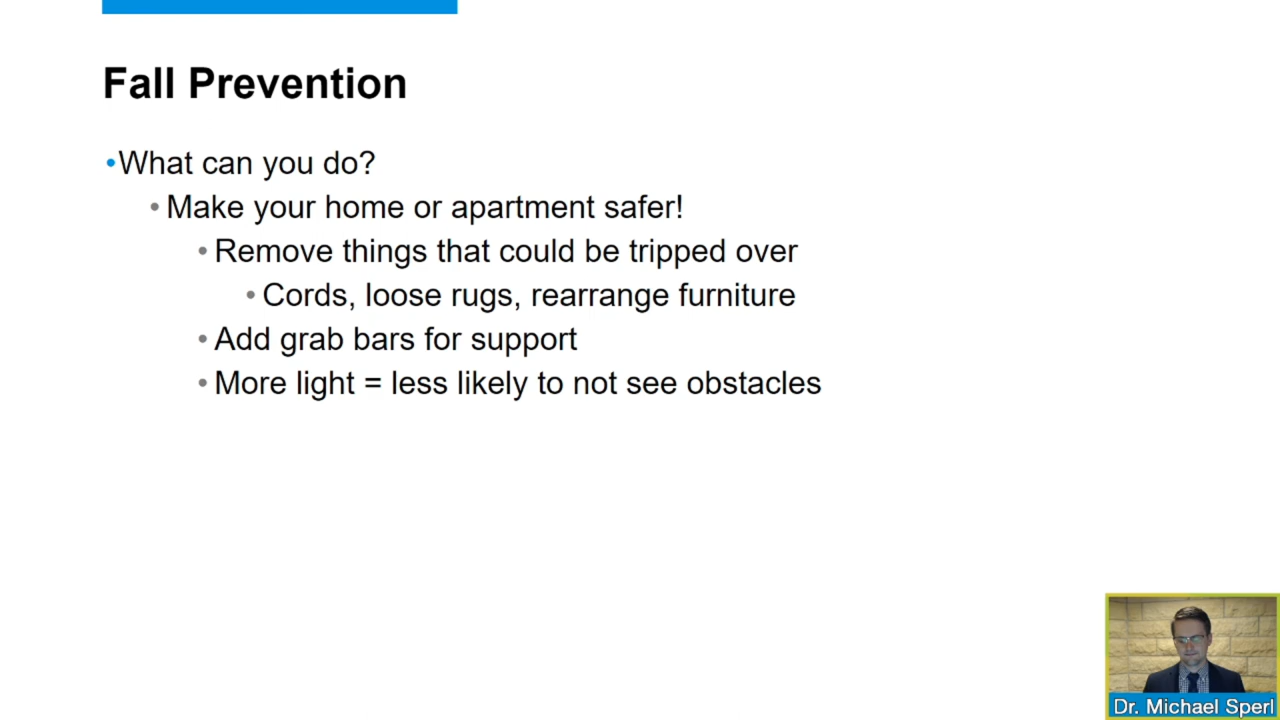 Fall Prevention
•What can you do?
• Make your home or apartment safer!
• Remove things that could be tripped over
• Cords, loose rugs, rearrange furniture
• Add grab bars for support
• More light = less likely to not see obstacles
Dr. Michael Sperl